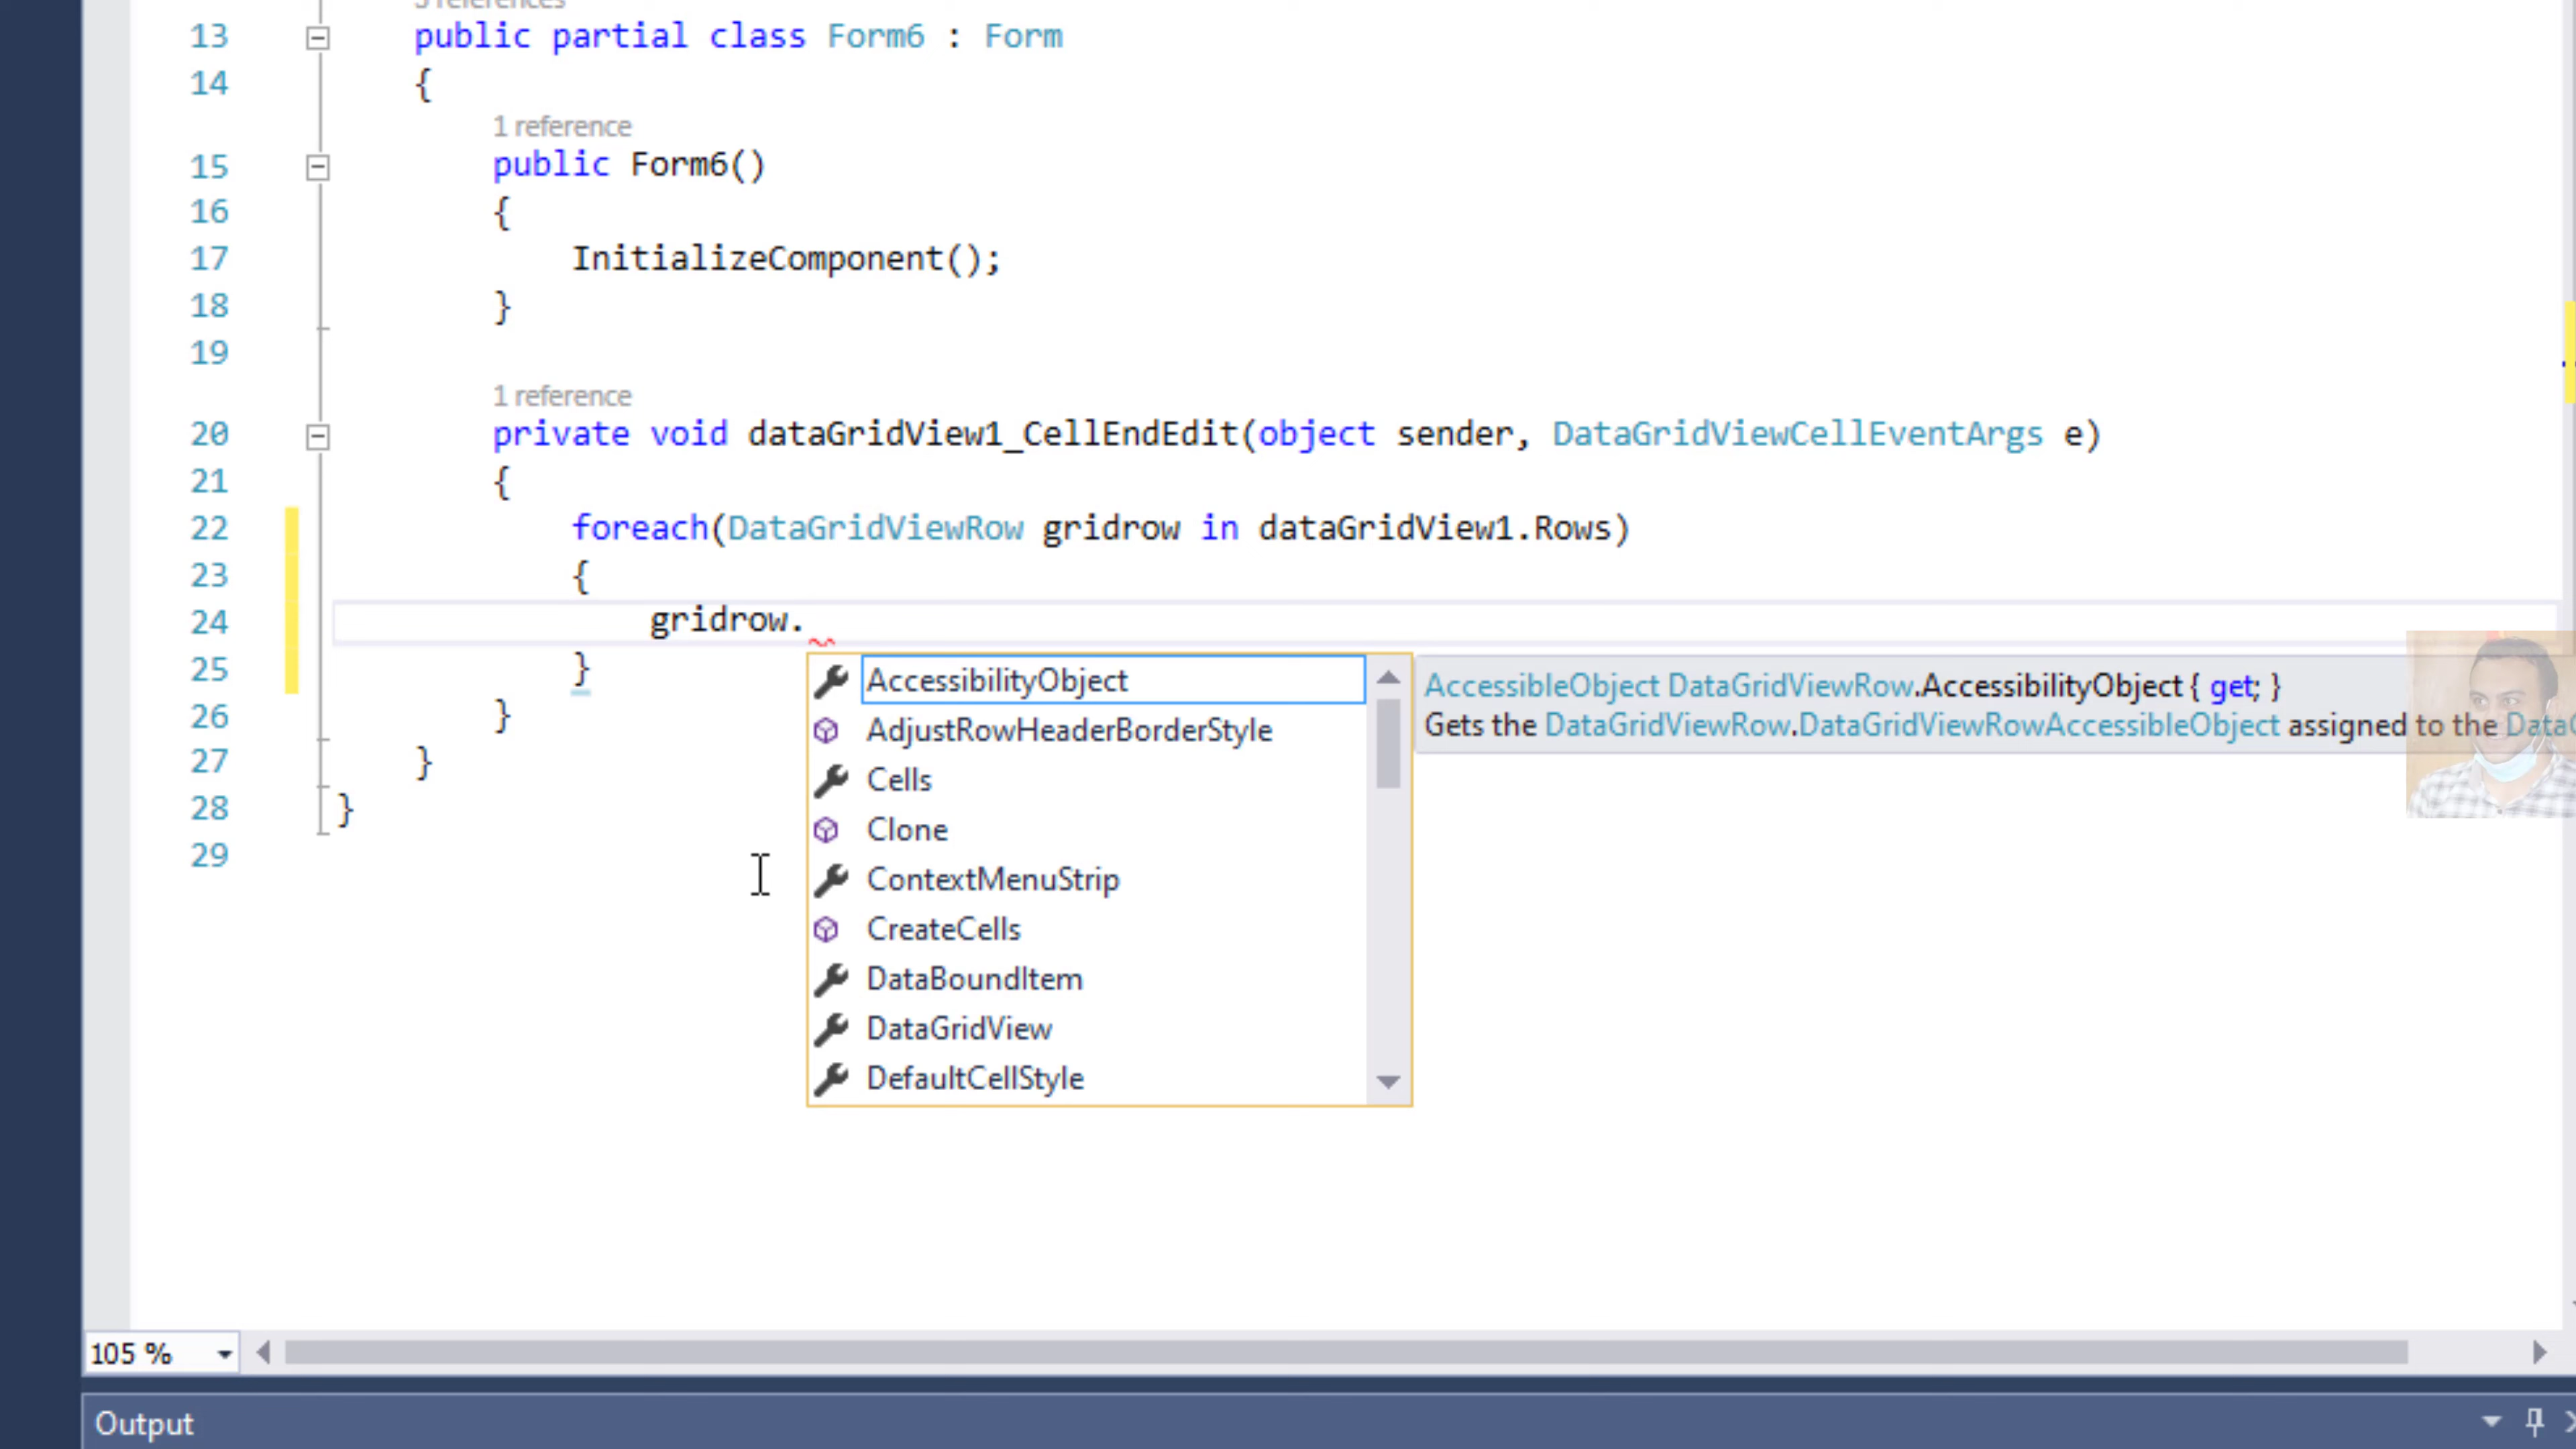 13 public partial class Form6 : Form
14 {
1 reference
15 public Form6()
16 {
17 InitializeComponent();
18 }
19
1 reference
20 private void dataGridView1_CellEndEdit(object sender, DataGridViewCellEventArgs e)
21 {
22 foreach(DataGridViewRow gridrow in dataGridView1.Rows)
23 {
24 gridrow.
25 }
26 }
27 }
28 }
29
AccessibilityObject
AdjustRowHeaderBorderStyle
Cells
Clone
ContextMenuStrip
CreateCells
DataBoundItem
DataGridView
DefaultCellStyle
AccessibleObject DataGridViewRow.AccessibilityObject { get; }
Gets the DataGridViewRow.DataGridViewRowAccessibleObject assigned to the
105 %
Output